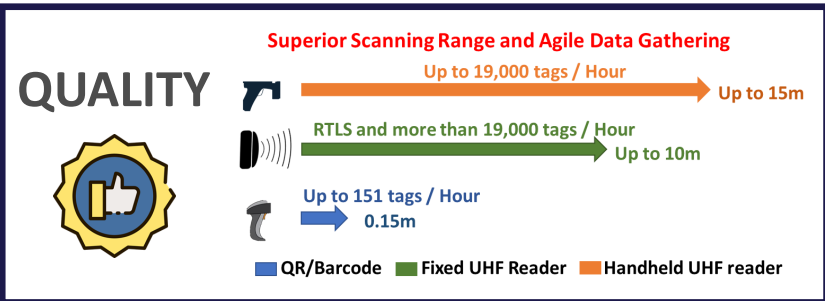 Superior Scanning Range and Agile Data Gathering
QUALITY
Up to 19,000 tags / Hour
Up to 15m
RTLS and more than 19,000 tags / Hour
Up to 10m
Up to 151 tags / Hour
0.15m
QR/Barcode Fixed UHF Reader Handheld UHF reader